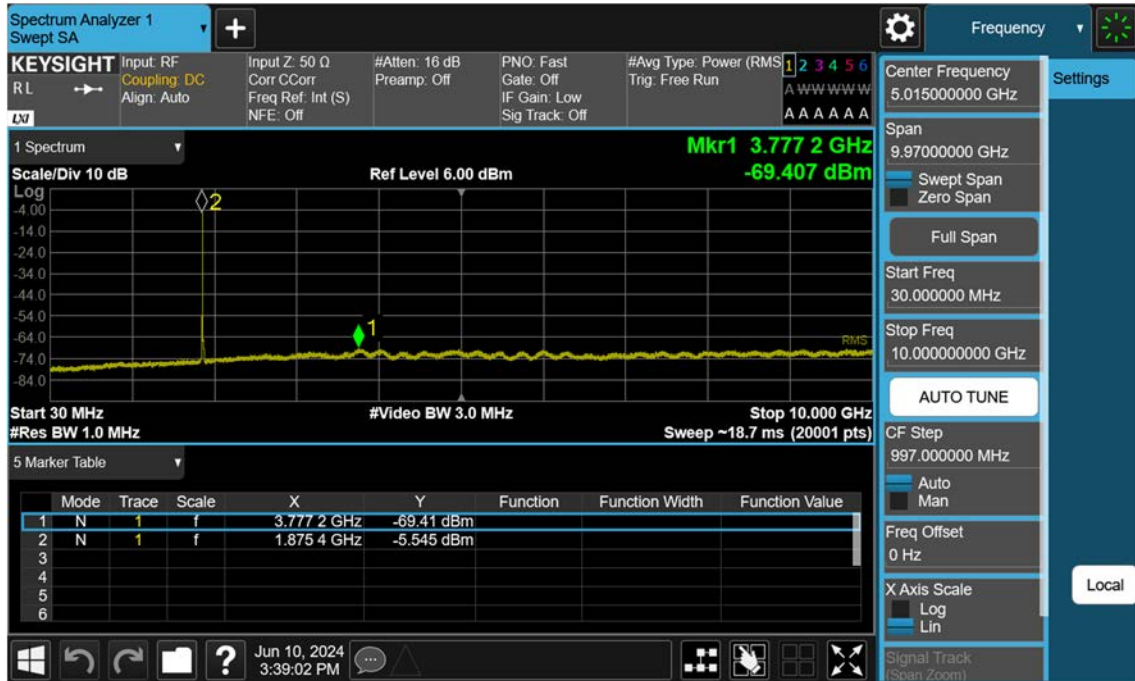 Spectrum Analyzer 1
Swept SA
+
Frequency
KEYSIGHT
R L
LXI
Input: RF
Coupling: DC
Align: Auto
Input Z: 50 Ω
Corr CCorr
Freq Ref: Int (S)
NFE: Off
#Atten: 16 dB
Preamp: Off
PNO: Fast
Gate: Off
IF Gain: Low
Sig Track: Off
#Avg Type: Power (RMS
Trig: Free Run
1 2 3 4 5 6
A W W W W W
A A A A A A
1 Spectrum
Scale/Div 10 dB
Ref Level 6.00 dBm
Mkr1 3.777 2 GHz
-69.407 dBm
Log
-4.00
-14.0
-24.0
-34.0
-44.0
-54.0
-64.0
-74.0
-84.0
2
1
RMS
Start 30 MHz
#Video BW 3.0 MHz
Stop 10.000 GHz
#Res BW 1.0 MHz
Sweep ~18.7 ms (20001 pts)
5 Marker Table
Mode Trace Scale X Y Function Function Width Function Value
1 N 1 f 3.777 2 GHz -69.41 dBm
2 N 1 f 1.875 4 GHz -5.545 dBm
3
4
5
6
?
Jun 10, 2024
3:39:02 PM
Center Frequency
5.015000000 GHz
Span
9.97000000 GHz
Swept Span
Zero Span
Full Span
Start Freq
30.000000 MHz
Stop Freq
10.000000000 GHz
AUTO TUNE
CF Step
997.000000 MHz
Auto
Man
Freq Offset
0 Hz
X Axis Scale
Log
Lin
Signal Track
(Span Zoom)
Settings
Local